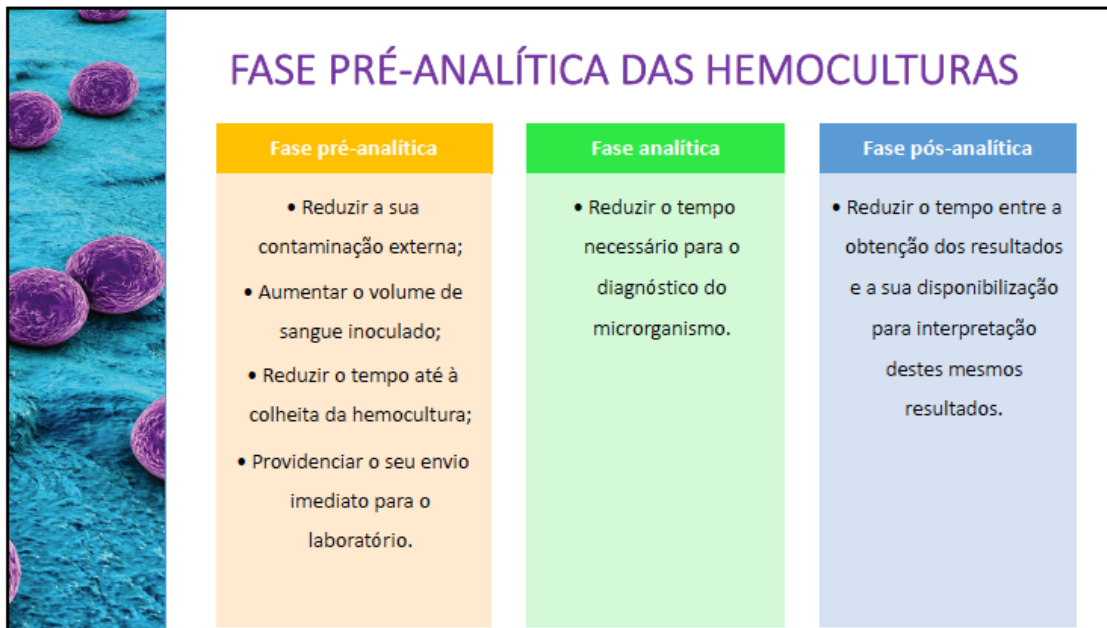 FASE PRÉ-ANALÍTICA DAS HEMOCULTURAS
Fase pré-analítica
• Reduzir a sua
contaminação externa;
• Aumentar o volume de
sangue inoculado;
• Reduzir o tempo até à
colheita da hemocultura;
• Providenciar o seu envio
imediato para o
laboratório.
Fase analítica
• Reduzir o tempo
necessário para o
diagnóstico do
microrganismo.
Fase pós-analítica
• Reduzir o tempo entre a
obtenção dos resultados
e a sua disponibilização
para interpretação
destes mesmos
resultados.